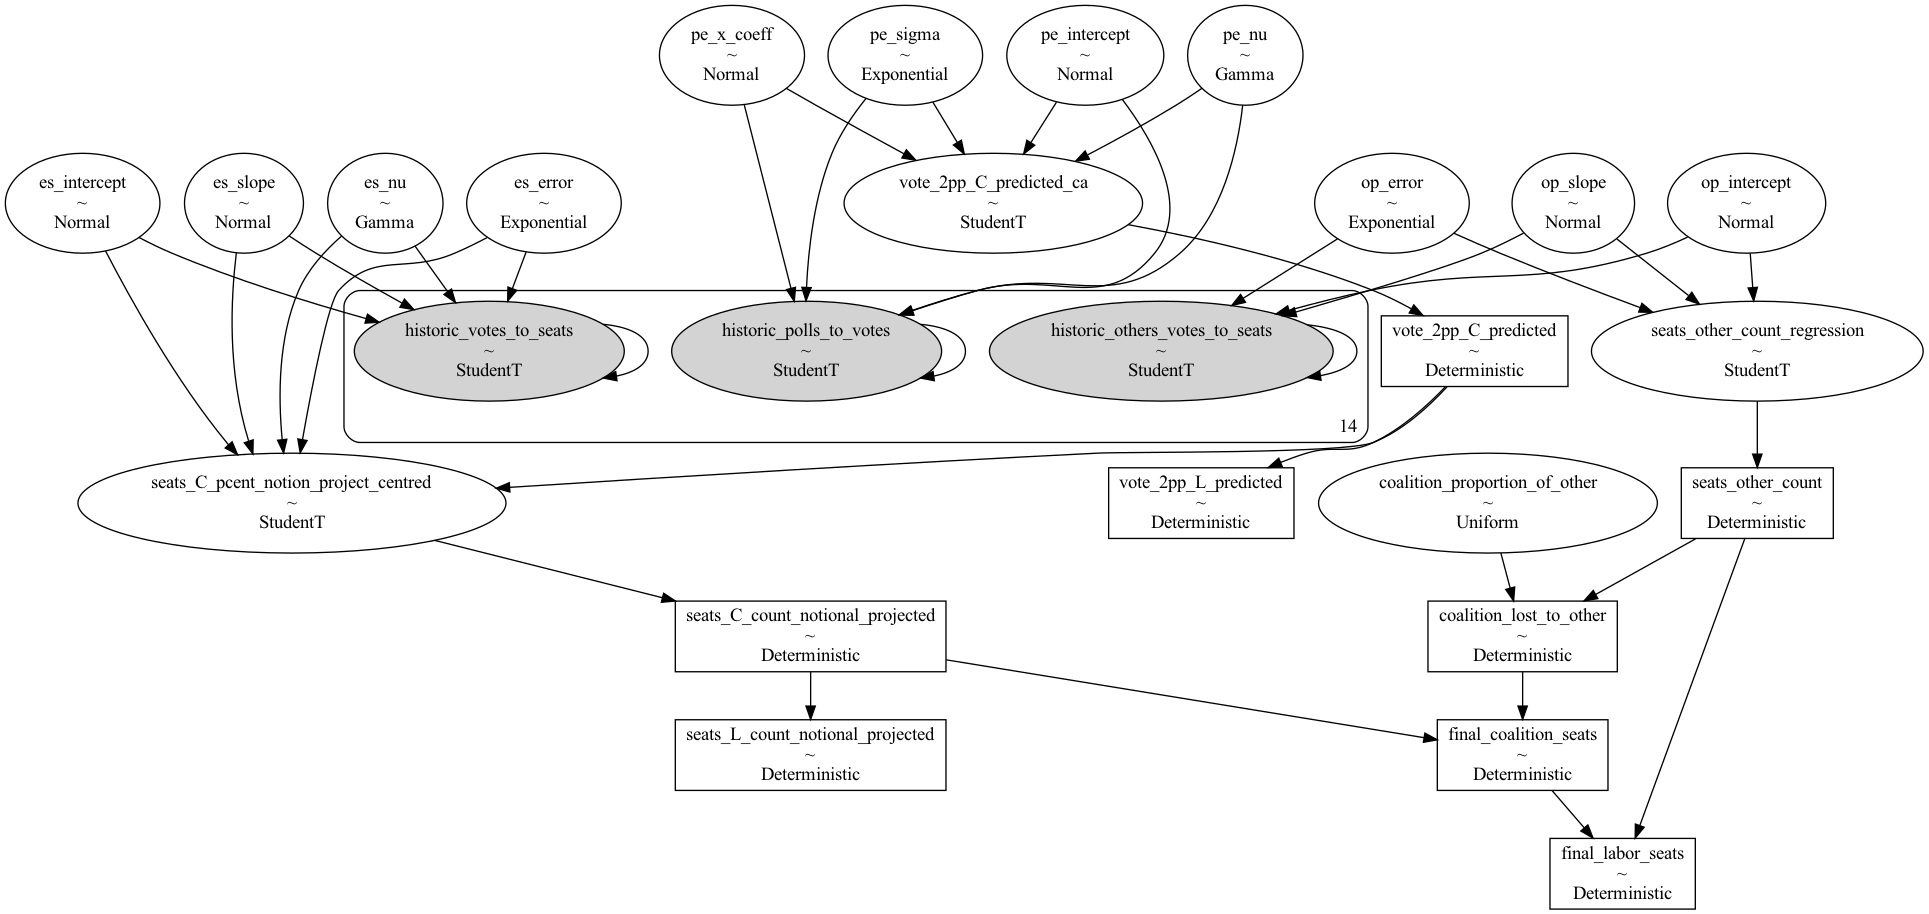 pe_x_coeff
~
Normal
pe_sigma
~
Exponential
pe_intercept
~
Normal
pe_nu
~
Gamma
es_intercept
~
Normal
es_slope
~
Normal
es_nu
~
Gamma
es_error
~
Exponential
vote_2pp_C_predicted_ca
~
StudentT
op_error
~
Exponential
op_slope
~
Normal
op_intercept
~
Normal
historic_votes_to_seats
~
StudentT
historic_polls_to_votes
~
StudentT
historic_others_votes_to_seats
~
StudentT
14
vote_2pp_C_predicted
~
Deterministic
seats_other_count_regression
~
StudentT
seats_C_pcent_notion_project_centred
~
StudentT
vote_2pp_L_predicted
~
Deterministic
coalition_proportion_of_other
~
Uniform
seats_other_count
~
Deterministic
seats_C_count_notional_projected
~
Deterministic
coalition_lost_to_other
~
Deterministic
seats_L_count_notional_projected
~
Deterministic
final_coalition_seats
~
Deterministic
final_labor_seats
~
Deterministic